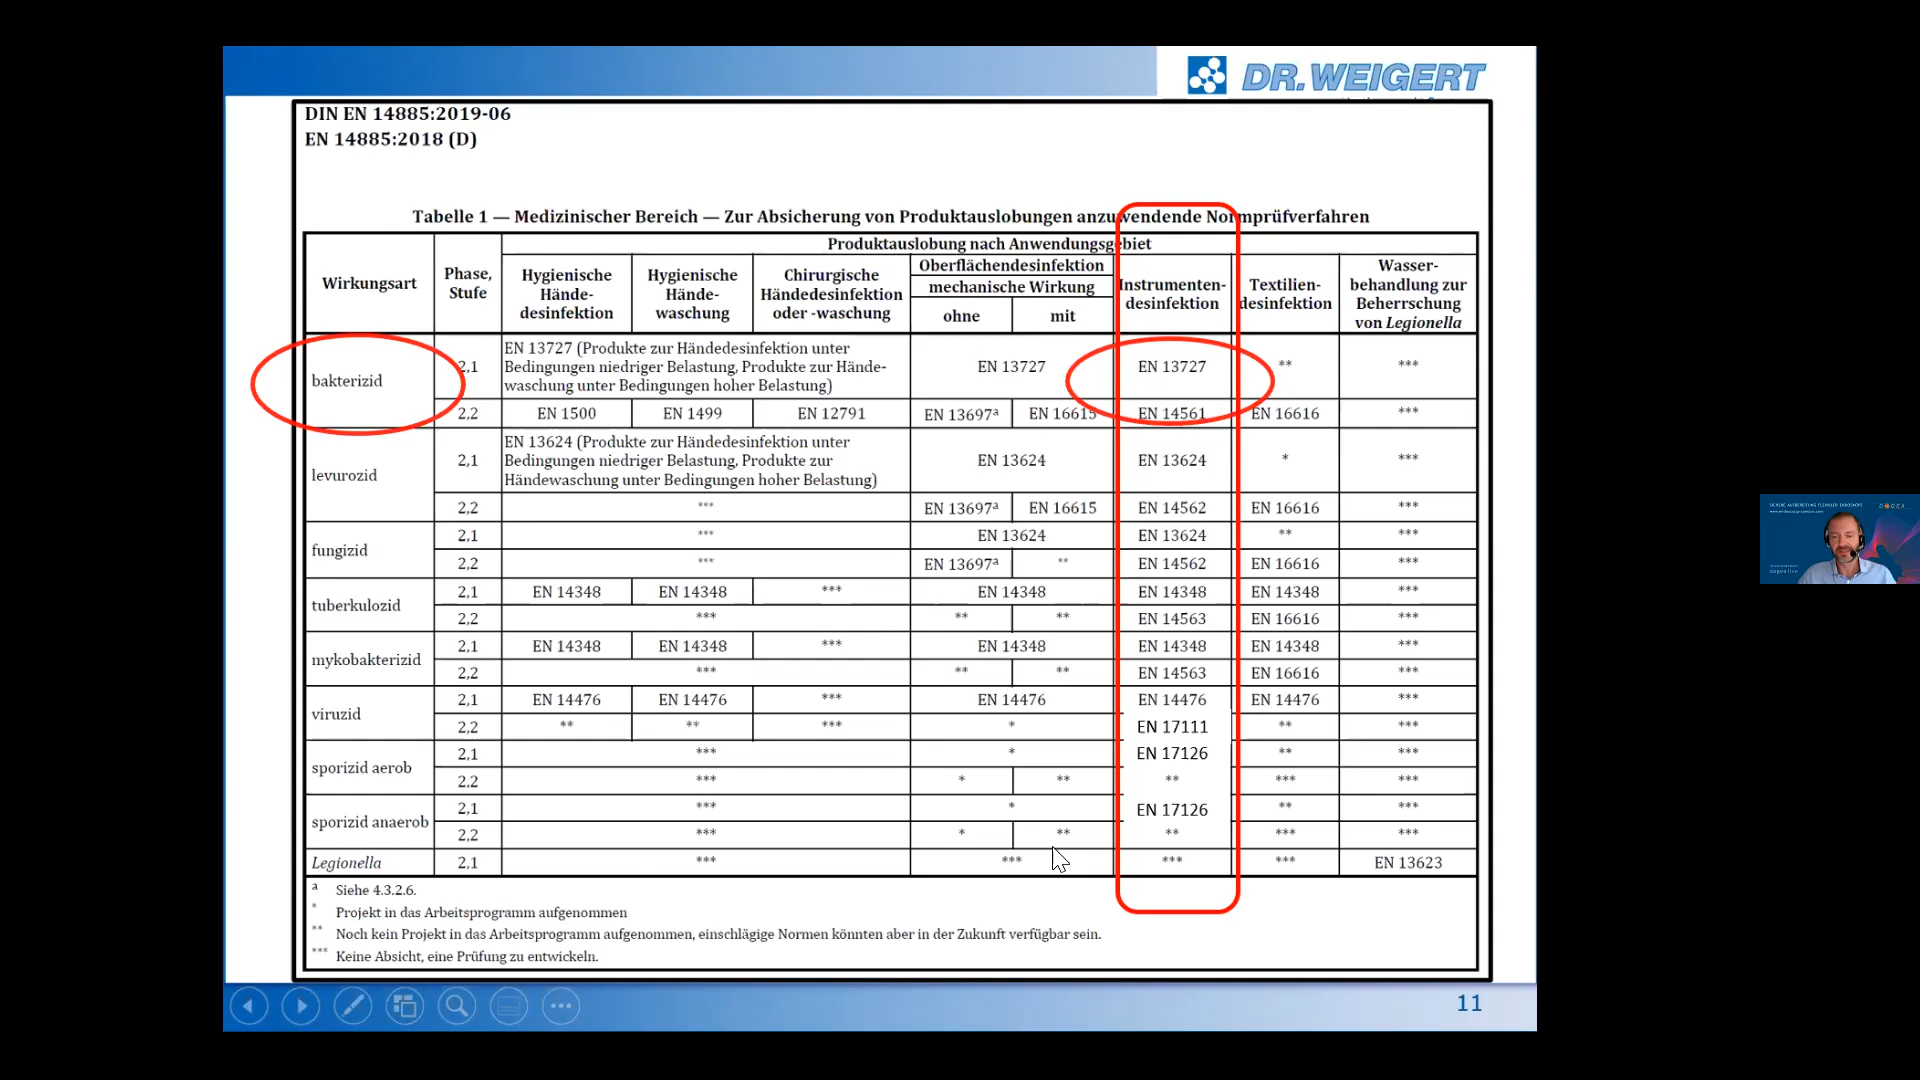 DR.WEIGERT
DIN EN 14885:2019-06
EN 14885:2018 (D)
Tabelle 1 — Medizinischer Bereich — Zur Absicherung von Produktauslobungen anzuwendende Normprüfverfahren
Wirkungsart
Phase,
Stufe
Produktauslobung nach Anwendungsgebiet
Hygienische
Hände-
desinfektion
Hygienische
Hände-
waschung
Chirurgische
Händedesinfektion
oder -waschung
Oberflächendesinfektion
mechanische Wirkung
ohne mit
Instrumenten-
desinfektion
Textilien-
desinfektion
Wasser-
behandlung zur
Beherrschung
von Legionella
bakterizid
2,1
EN 13727 (Produkte zur Händedesinfektion unter
Bedingungen niedriger Belastung, Produkte zur Hände-
waschung unter Bedingungen hoher Belastung)
EN 13727 EN 13727 ** ***
2,2 EN 1500 EN 1499 EN 12791 EN 13697ᵃ EN 16615 EN 14561 EN 16616 ***
levurozid
2,1
EN 13624 (Produkte zur Händedesinfektion unter
Bedingungen niedriger Belastung, Produkte zur
Händewaschung unter Bedingungen hoher Belastung)
EN 13624 EN 13624 * ***
2,2 *** EN 13697ᵃ EN 16615 EN 14562 EN 16616 ***
fungizid
2,1 *** EN 13624 EN 13624 ** ***
2,2 *** EN 13697ᵃ ** EN 14562 EN 16616 ***
tuberkulozid
2,1 EN 14348 EN 14348 *** EN 14348 EN 14348 EN 14348 ***
2,2 *** ** ** EN 14563 EN 16616 ***
mykobakterizid
2,1 EN 14348 EN 14348 *** EN 14348 EN 14348 EN 14348 ***
2,2 *** ** ** EN 14563 EN 16616 ***
viruzid
2,1 EN 14476 EN 14476 *** EN 14476 EN 14476 EN 14476 ***
2,2 ** ** *** * EN 17111 ** ***
sporizid aerob
2,1 *** * EN 17126 ** ***
2,2 *** * ** ** *** ***
sporizid anaerob
2,1 *** * EN 17126 ** ***
2,2 *** * ** ** *** ***
Legionella 2,1 *** *** *** *** EN 13623
a Siehe 4.3.2.6.
* Projekt in das Arbeitsprogramm aufgenommen
** Noch kein Projekt in das Arbeitsprogramm aufgenommen, einschlägige Normen könnten aber in der Zukunft verfügbar sein.
*** Keine Absicht, eine Prüfung zu entwickeln.
11
SICHERE AUFBEREITUNG FLEXIBLER ENDOSKOPE